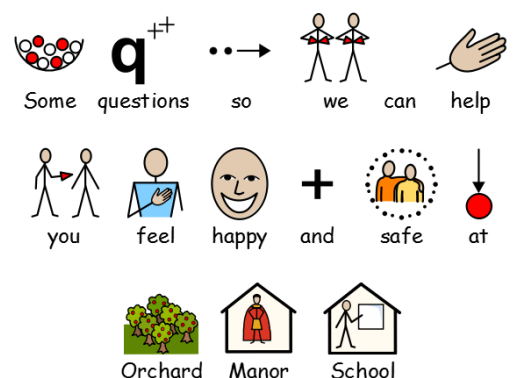 Some questions so we can help
you feel happy and safe at
Orchard Manor School